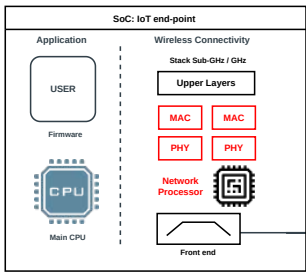 SoC: IoT end-point
Application
Wireless Connectivity
Stack Sub-GHz / GHz
USER
Upper Layers
MAC
MAC
Firmware
PHY
PHY
Network
Processor
CPU
Main CPU
Front end